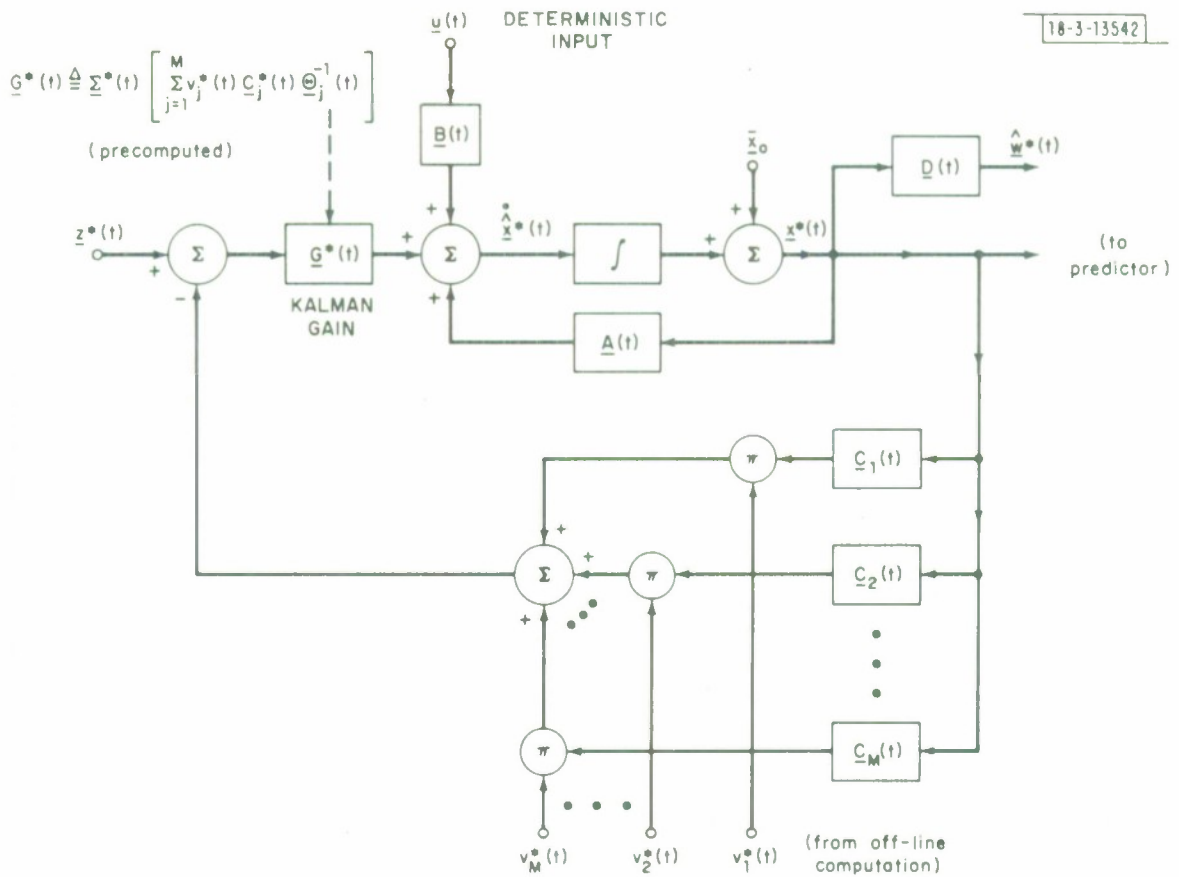 u(t)
DETERMINISTIC
INPUT
18-3-13542
G*(t) ≜ Σ*(t) [ M Σ j=1 v*j(t) C*j(t) Θ-1j(t) ]
(precomputed)
B(t)
x̄o
D(t)
ŵ*(t)
z*(t)
+
-
Σ
G*(t)
KALMAN
GAIN
+
+
+
Σ
x̂*(t)
∫
+
+
Σ
x*(t)
(to
predictor)
A(t)
π
C1(t)
+
+
+
Σ
π
C2(t)
π
CM(t)
v*M(t)
v*2(t)
v*1(t)
(from off-line
computation)